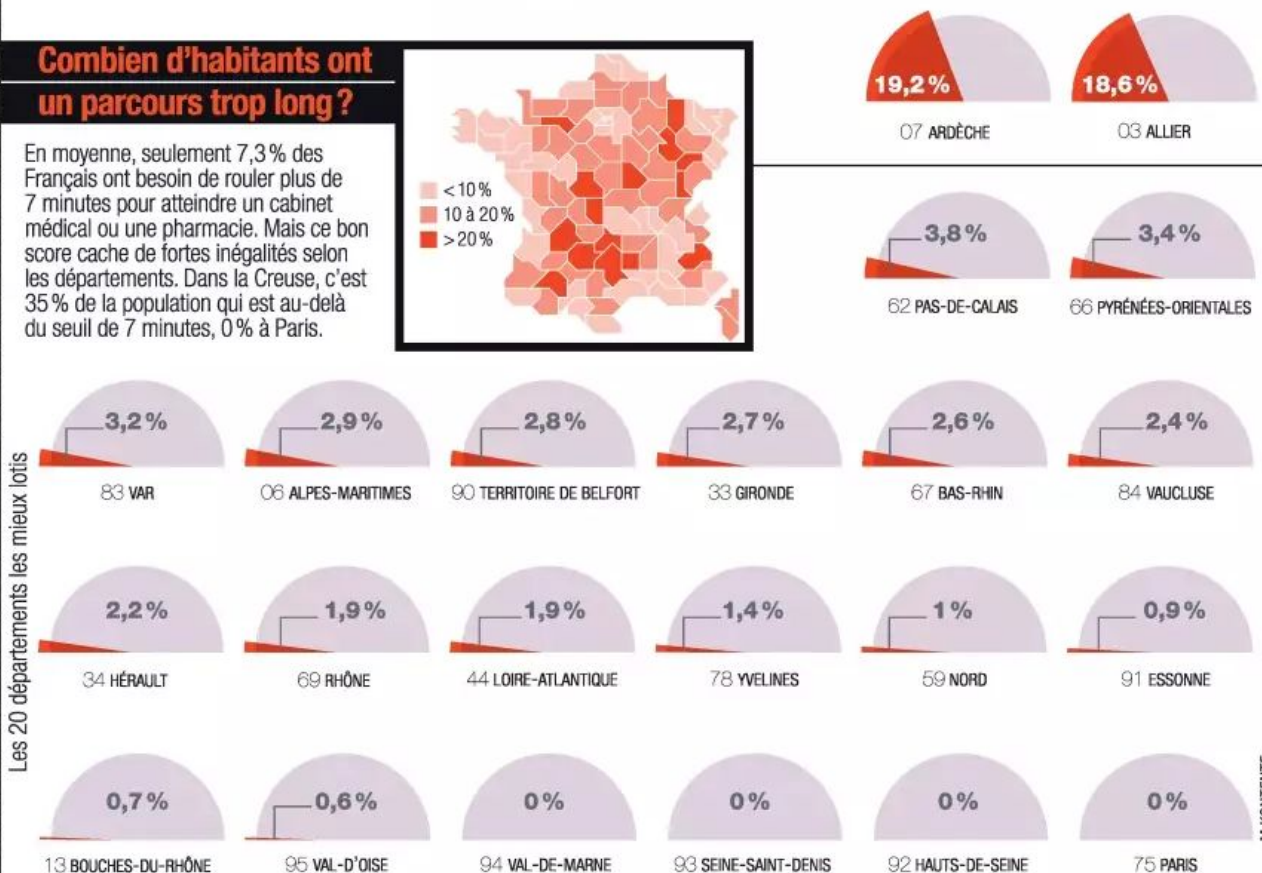 Combien d'habitants ont
un parcours trop long ?
En moyenne, seulement 7,3 % des
Français ont besoin de rouler plus de
7 minutes pour atteindre un cabinet
médical ou une pharmacie. Mais ce bon
score cache de fortes inégalités selon
les départements. Dans la Creuse, c'est
35 % de la population qui est au-delà
du seuil de 7 minutes, 0 % à Paris.
<10 %
10 à 20 %
>20 %
19,2 %
18,6 %
07 ARDÈCHE
03 ALLIER
3,8 %
3,4 %
62 PAS-DE-CALAIS
66 PYRÉNÉES-ORIENTALES
Les 20 départements les mieux lotis
3,2 %
2,9 %
2,8 %
2,7 %
2,6 %
2,4 %
83 VAR
06 ALPES-MARITIMES
90 TERRITOIRE DE BELFORT
33 GIRONDE
67 BAS-RHIN
84 VAUCLUSE
2,2 %
1,9 %
1,9 %
1,4 %
1 %
0,9 %
34 HÉRAULT
69 RHÔNE
44 LOIRE-ATLANTIQUE
78 YVELINES
59 NORD
91 ESSONNE
0,7 %
0,6 %
0 %
0 %
0 %
0 %
13 BOUCHES-DU-RHÔNE
95 VAL-D'OISE
94 VAL-DE-MARNE
93 SEINE-SAINT-DENIS
92 HAUTS-DE-SEINE
75 PARIS